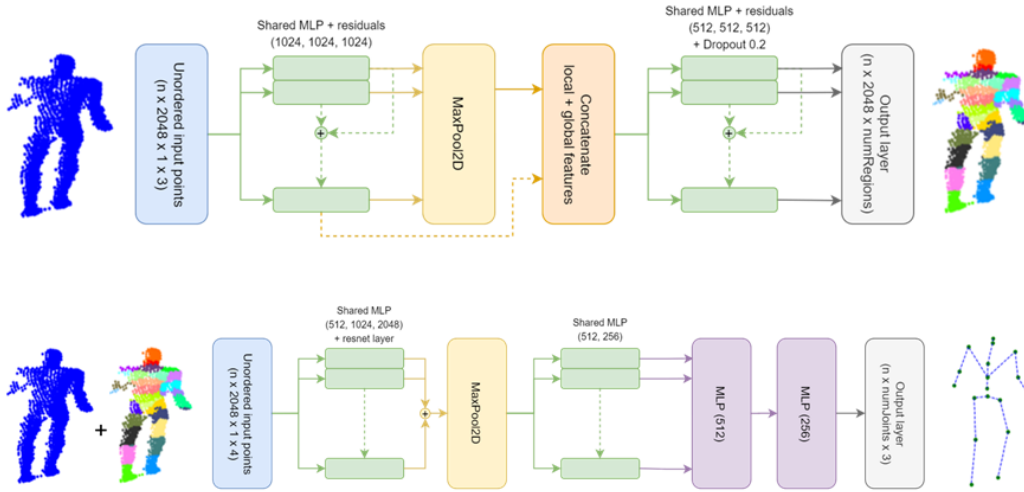 Shared MLP + residuals
(1024, 1024, 1024)
Shared MLP + residuals
(512, 512, 512)
+ Dropout 0.2
Unordered input points
(n x 2048 x 1 x 3)
+
MaxPool2D
Concatenate
local + global features
+
Output layer
(n x 2048 x numRegions)
Shared MLP
(512, 1024, 2048)
+ resnet layer
Shared MLP
(512, 256)
+
Unordered input points
(n x 2048 x 1 x 4)
+
MaxPool2D
MLP (512)
MLP (256)
Output layer
(n x numJoints x 3)